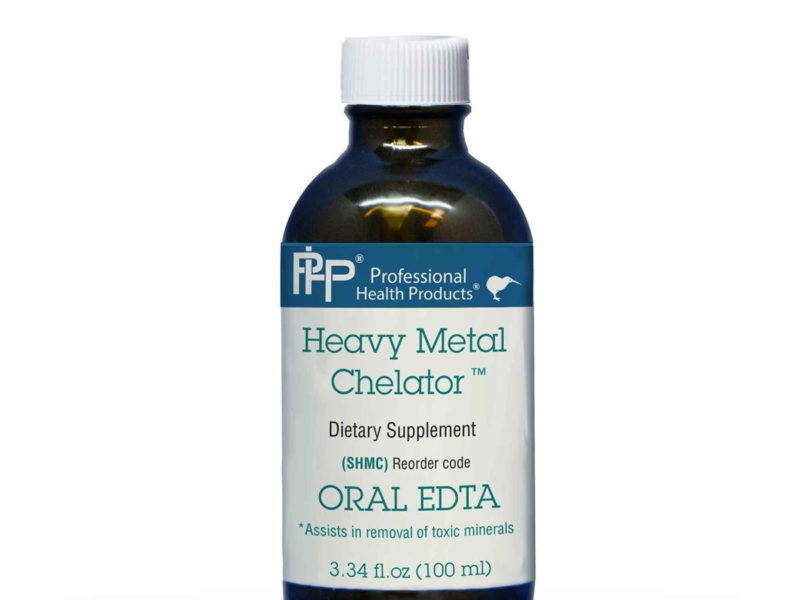 PHP®
Professional
Health Products®
Heavy Metal
Chelator™
Dietary Supplement
(SHMC) Reorder code
ORAL EDTA
*Assists in removal of toxic minerals
3.34 fl.oz (100 ml)